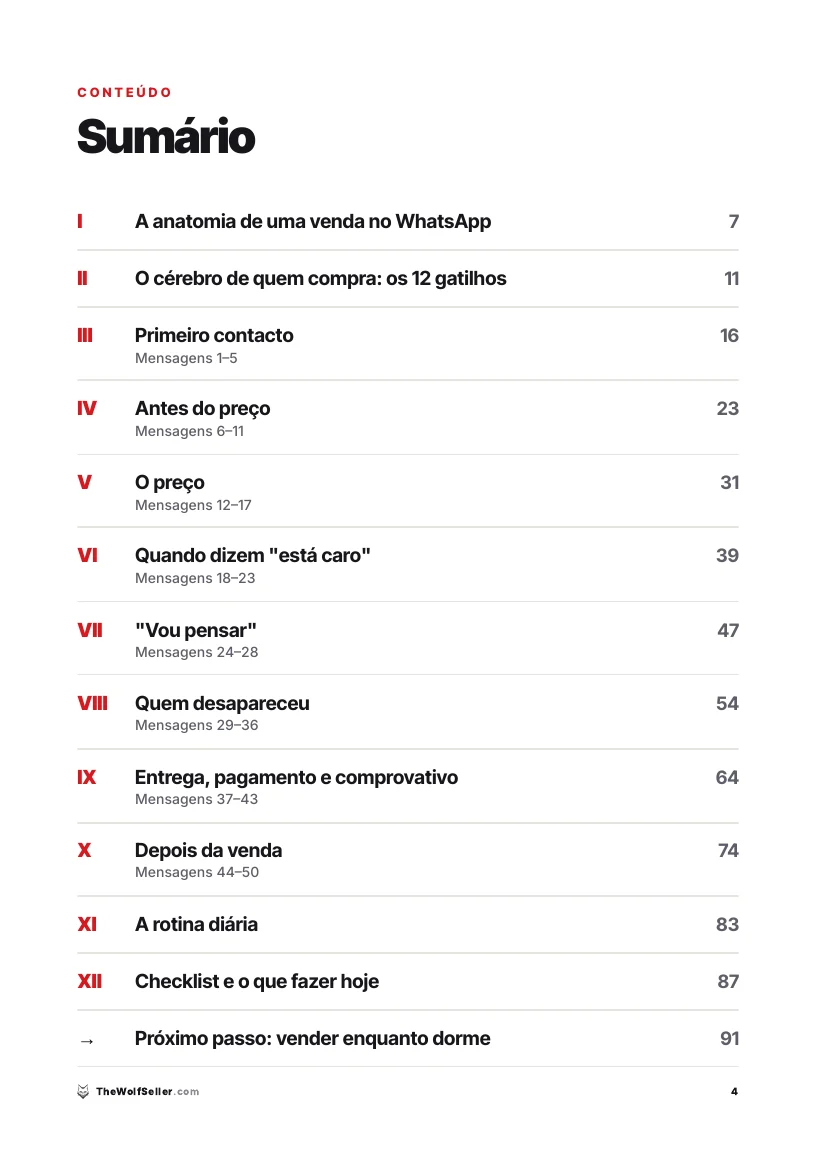 CONTEÚDO
Sumário
I A anatomia de uma venda no WhatsApp 7
II O cérebro de quem compra: os 12 gatilhos 11
III Primeiro contacto 16
Mensagens 1–5
IV Antes do preço 23
Mensagens 6–11
V O preço 31
Mensagens 12–17
VI Quando dizem "está caro" 39
Mensagens 18–23
VII "Vou pensar" 47
Mensagens 24–28
VIII Quem desapareceu 54
Mensagens 29–36
IX Entrega, pagamento e comprovativo 64
Mensagens 37–43
X Depois da venda 74
Mensagens 44–50
XI A rotina diária 83
XII Checklist e o que fazer hoje 87
→ Próximo passo: vender enquanto dorme 91
TheWolfSeller.com 4